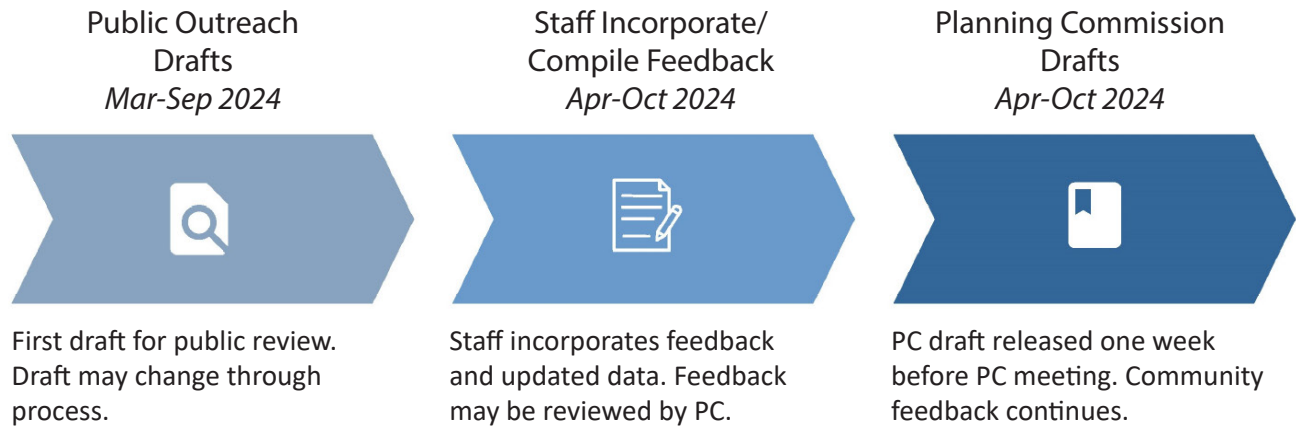 Public Outreach
Drafts
Mar-Sep 2024
First draft for public review.
Draft may change through
process.
Staff Incorporate/
Compile Feedback
Apr-Oct 2024
Staff incorporates feedback
and updated data. Feedback
may be reviewed by PC.
Planning Commission
Drafts
Apr-Oct 2024
PC draft released one week
before PC meeting. Community
feedback continues.